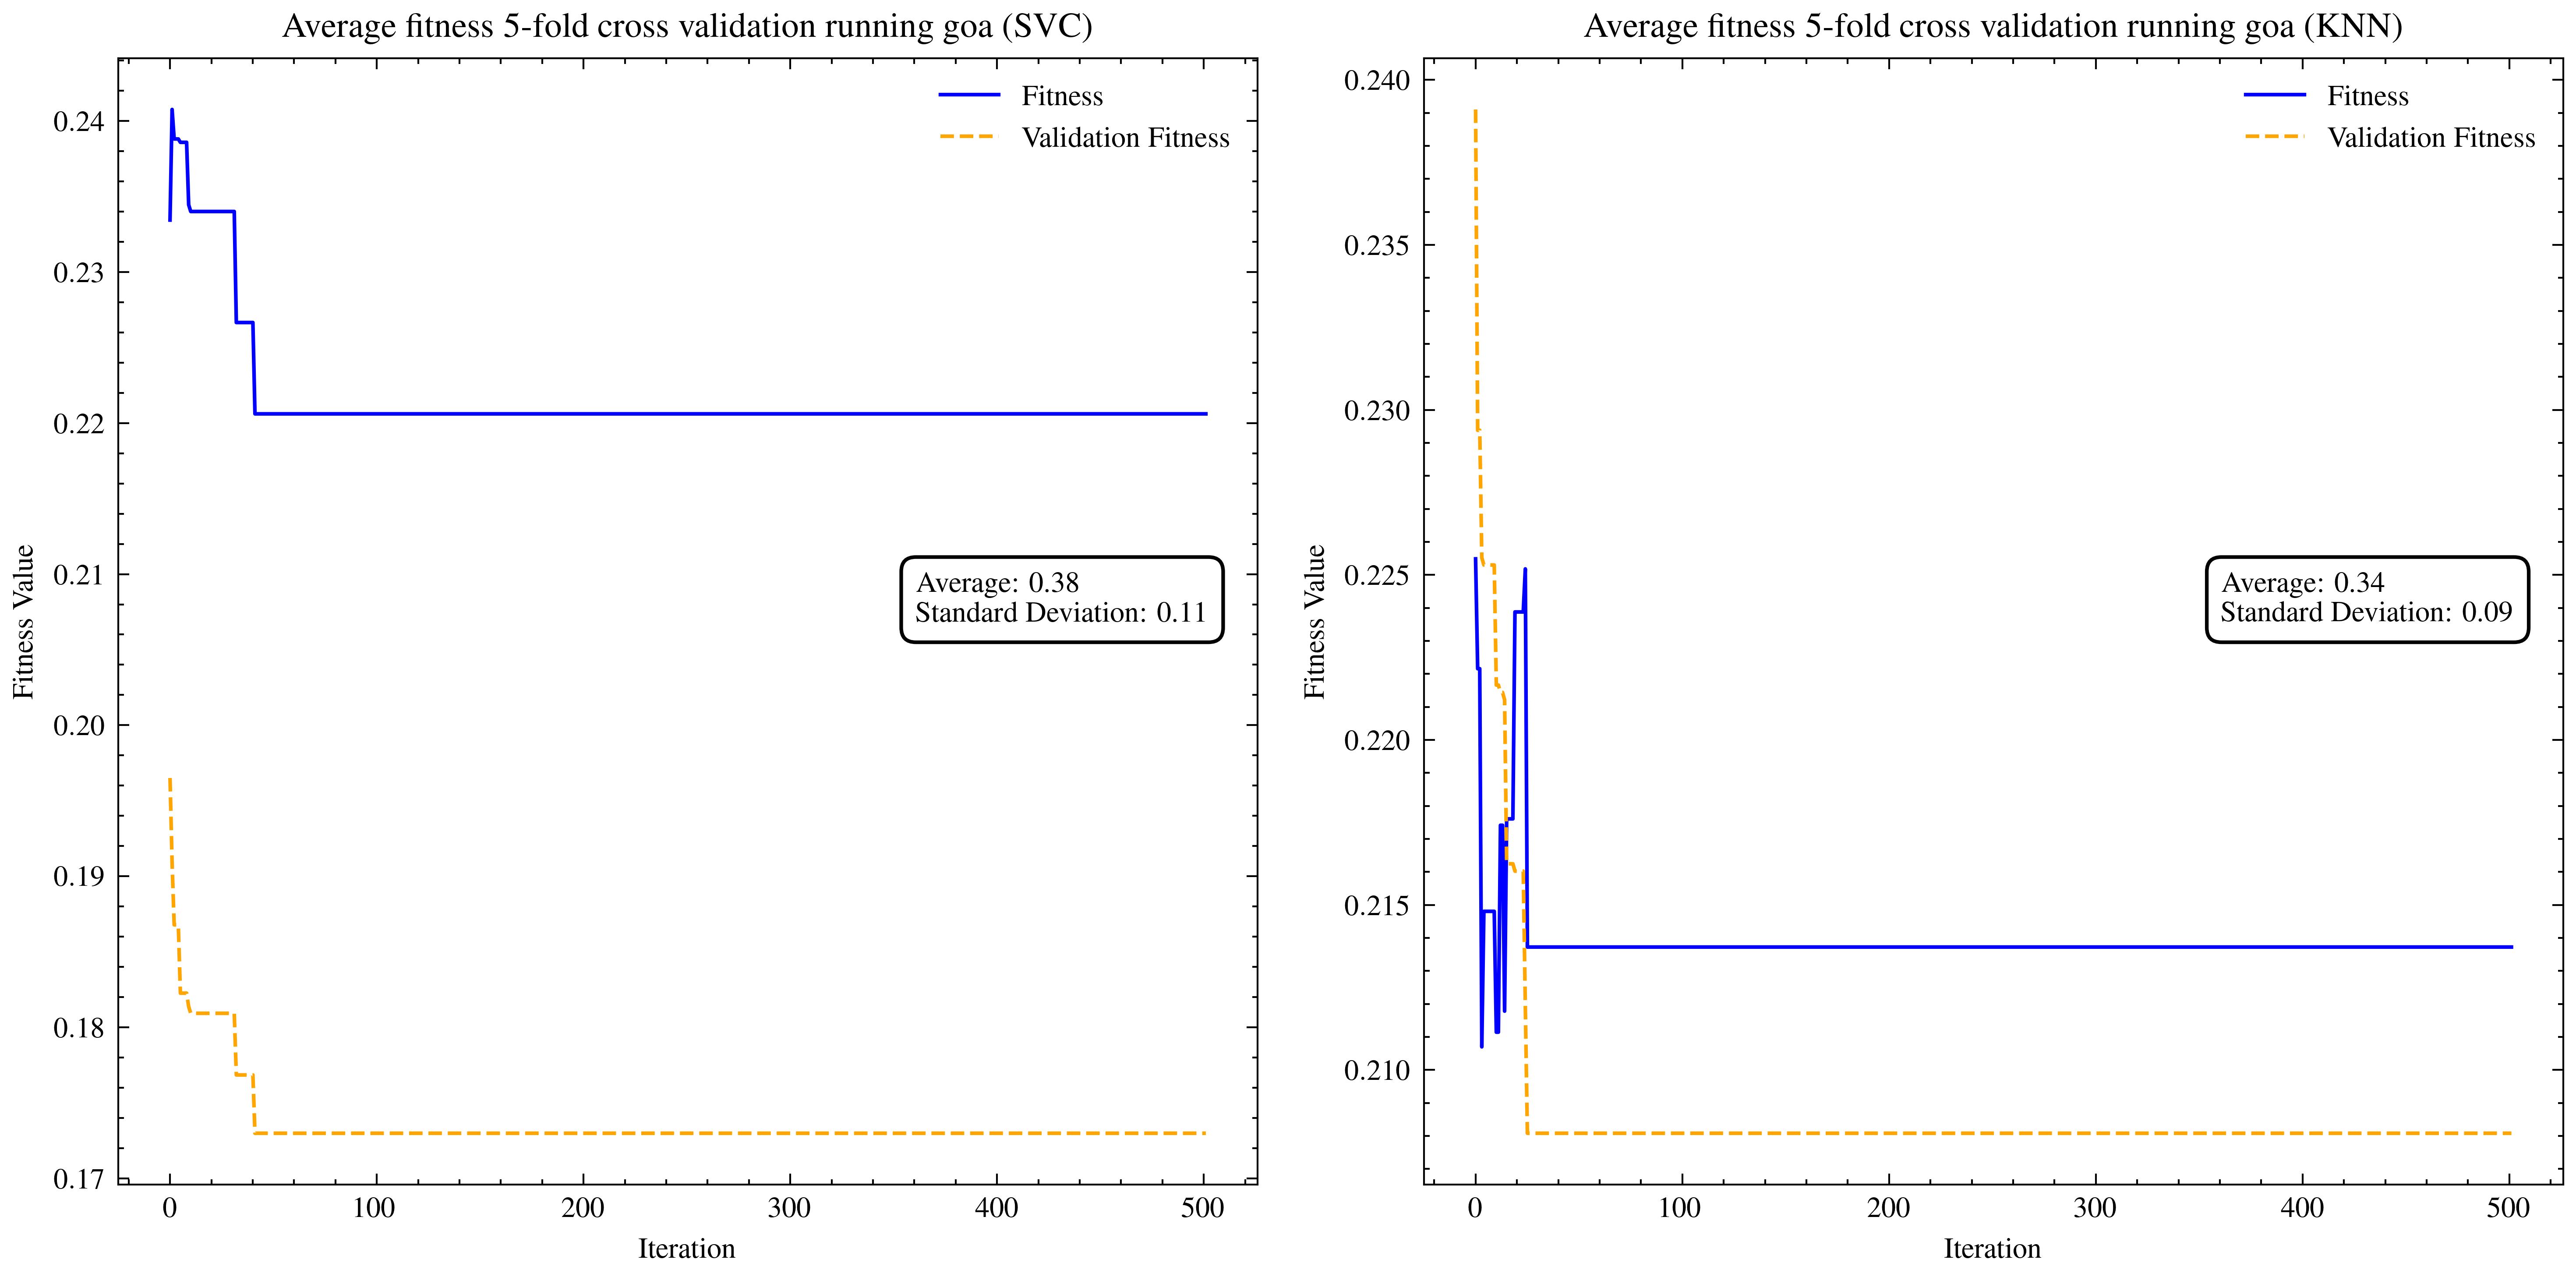 Average fitness 5-fold cross validation running goa (SVC)
Fitness
Validation Fitness
0.24
0.23
0.22
0.21
0.20
0.19
0.18
0.17
Fitness Value
Average: 0.38
Standard Deviation: 0.11
0 100 200 300 400 500
Iteration
Average fitness 5-fold cross validation running goa (KNN)
Fitness
Validation Fitness
0.240
0.235
0.230
0.225
0.220
0.215
0.210
Fitness Value
Average: 0.34
Standard Deviation: 0.09
0 100 200 300 400 500
Iteration